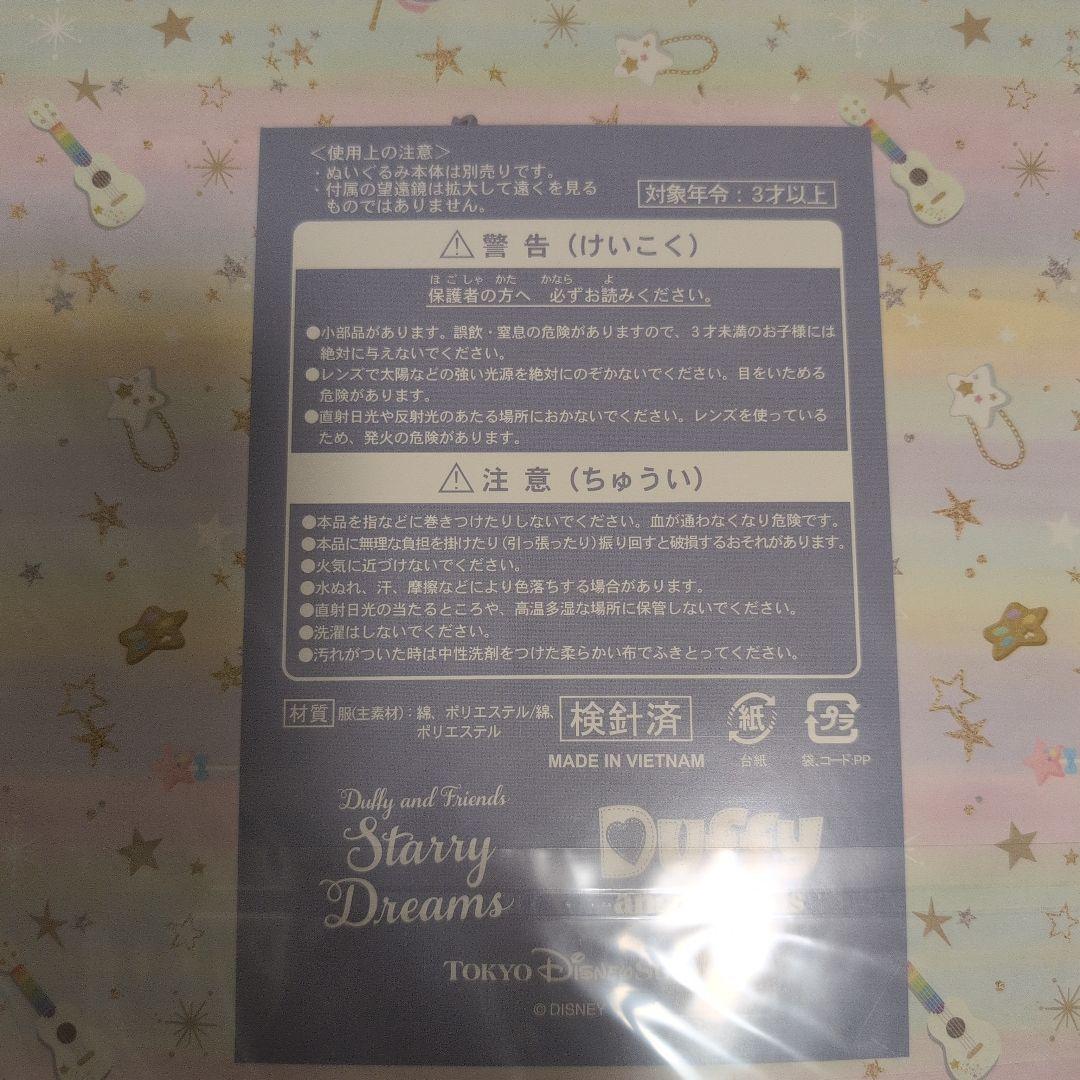 ＜使用上の注意＞
・ぬいぐるみ本体は別売りです。
・付属の望遠鏡は拡大して遠くを見る
ものではありません。
対象年令：3才以上
⚠警告（けいこく）
ほごしゃ かた かなら よ
保護者の方へ 必ずお読みください。
●小部品があります。誤飲・窒息の危険がありますので、3才未満のお子様には
絶対に与えないでください。
●レンズで太陽などの強い光源を絶対にのぞかないでください。目をいためる
危険があります。
●直射日光や反射光のあたる場所におかないでください。レンズを使っている
ため、発火の危険があります。
⚠注意（ちゅうい）
●本品を指などに巻きつけたりしないでください。血が通わなくなり危険です。
●本品に無理な負担を掛けたり（引っ張ったり）振り回すと破損するおそれがあります。
●火気に近づけないでください。
●水ぬれ、汗、摩擦などにより色落ちする場合があります。
●直射日光の当たるところや、高温多湿な場所に保管しないでください。
●洗濯はしないでください。
●汚れがついた時は中性洗剤をつけた柔らかい布でふきとってください。
材質 服(主素材)：綿、ポリエステル/綿、
ポリエステル
検針済
MADE IN VIETNAM
紙
台紙
プラ
袋、コード:PP
Duffy and Friends
Starry
Dreams
Duffy
TOKYO DISNEY
© DISNEY